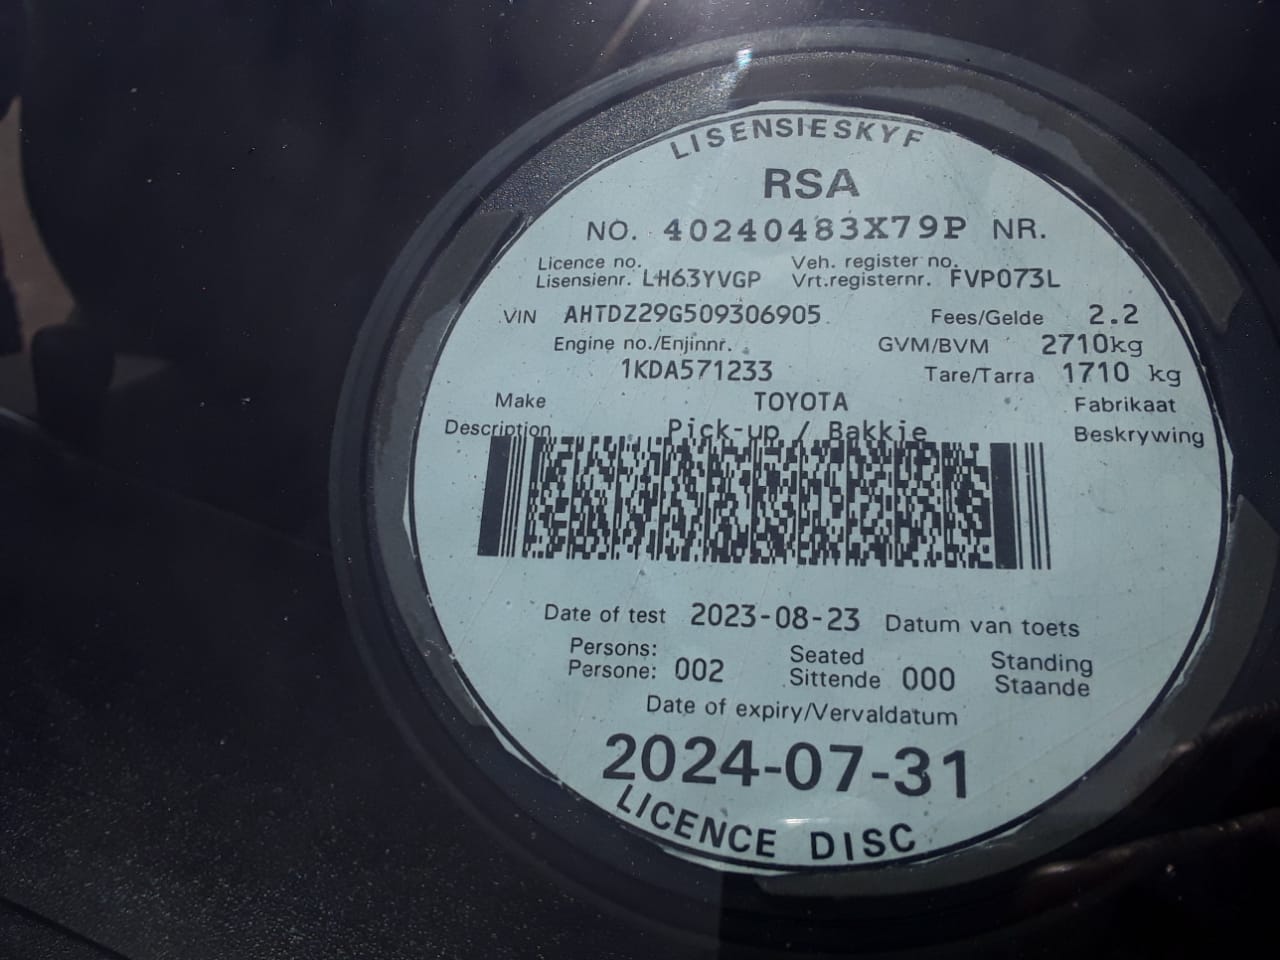 LISENSIESKYF
RSA
NO. 40240483X79P NR.
Licence no. Veh. register no.
Lisensienr. LH63YVGP Vrt.registernr. FVP073L
VIN AHTDZ29G509306905 Fees/Gelde 2.2
Engine no./Enjinnr. GVM/BVM 2710kg
1KDA571233 Tare/Tarra 1710 kg
Make TOYOTA Fabrikaat
Description Pick-up / Bakkie Beskrywing
Date of test 2023-08-23 Datum van toets
Persons: Seated Standing
Persone: 002 Sittende 000 Staande
Date of expiry/Vervaldatum
2024-07-31
LICENCE DISC